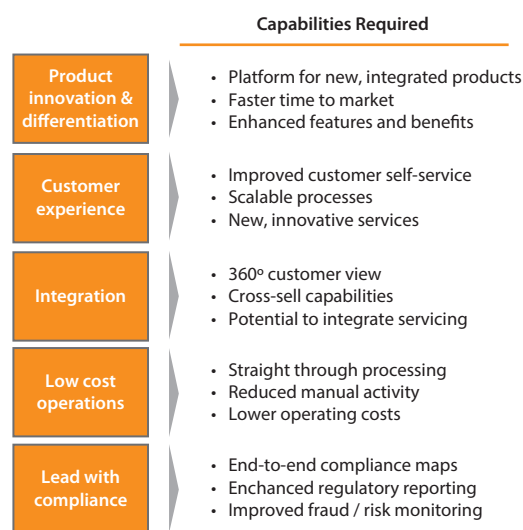 Capabilities Required
Product
innovation &
differentiation
• Platform for new, integrated products
• Faster time to market
• Enhanced features and benefits
Customer
experience
• Improved customer self-service
• Scalable processes
• New, innovative services
Integration
• 360º customer view
• Cross-sell capabilities
• Potential to integrate servicing
Low cost
operations
• Straight through processing
• Reduced manual activity
• Lower operating costs
Lead with
compliance
• End-to-end compliance maps
• Enchanced regulatory reporting
• Improved fraud / risk monitoring